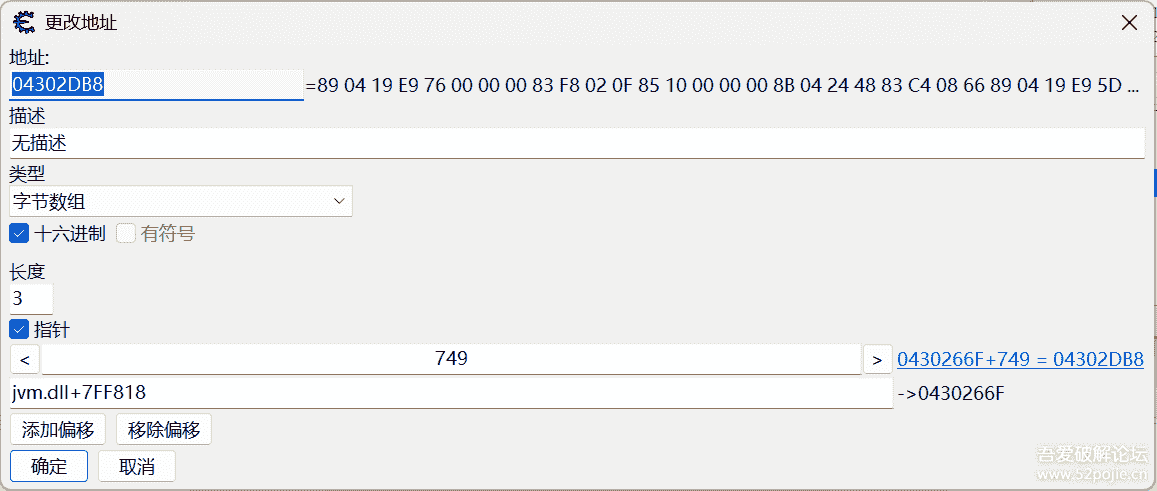 更改地址
地址:
04302DB8 =89 04 19 E9 76 00 00 00 83 F8 02 0F 85 10 00 00 00 8B 04 24 48 83 C4 08 66 89 04 19 E9 5D ...
描述
无描述
类型
字节数组
十六进制 有符号
长度
3
指针
< 749 > 0430266F+749 = 04302DB8
jvm.dll+7FF818 ->0430266F
添加偏移 移除偏移
确定 取消
吾爱破解论坛
www.52pojie.cn